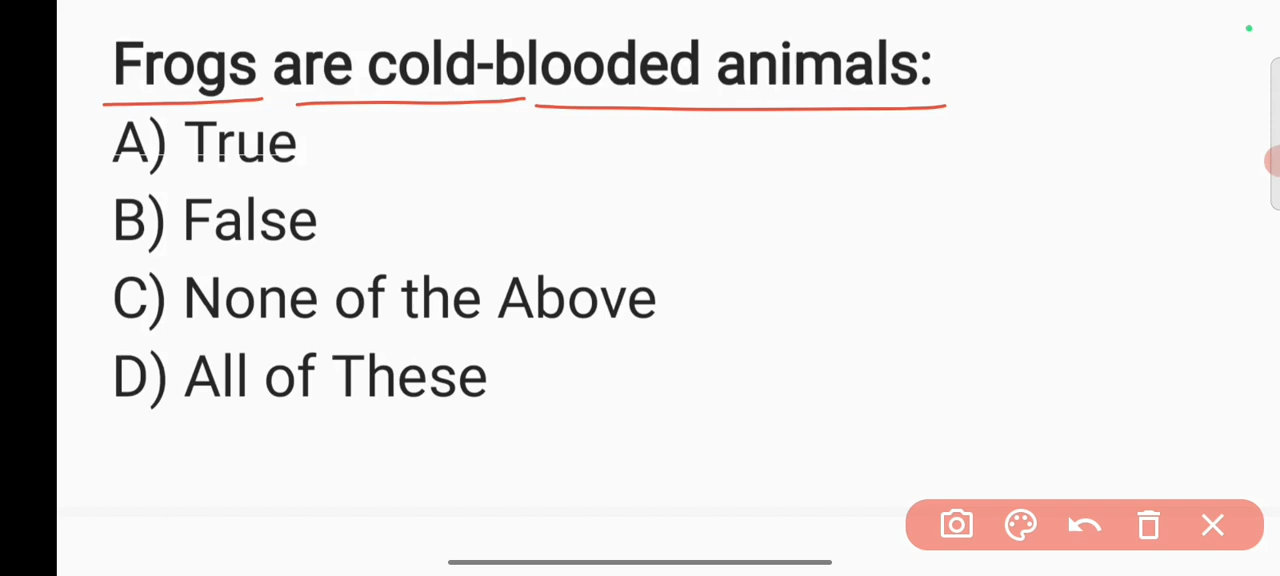 Frogs are cold-blooded animals:
A) True
B) False
C) None of the Above
D) All of These